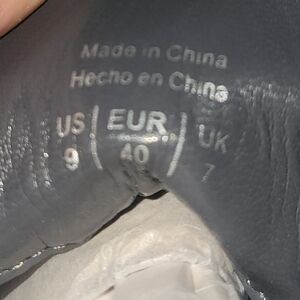 Made in China
Hecho en China
US EUR UK
9 40 7